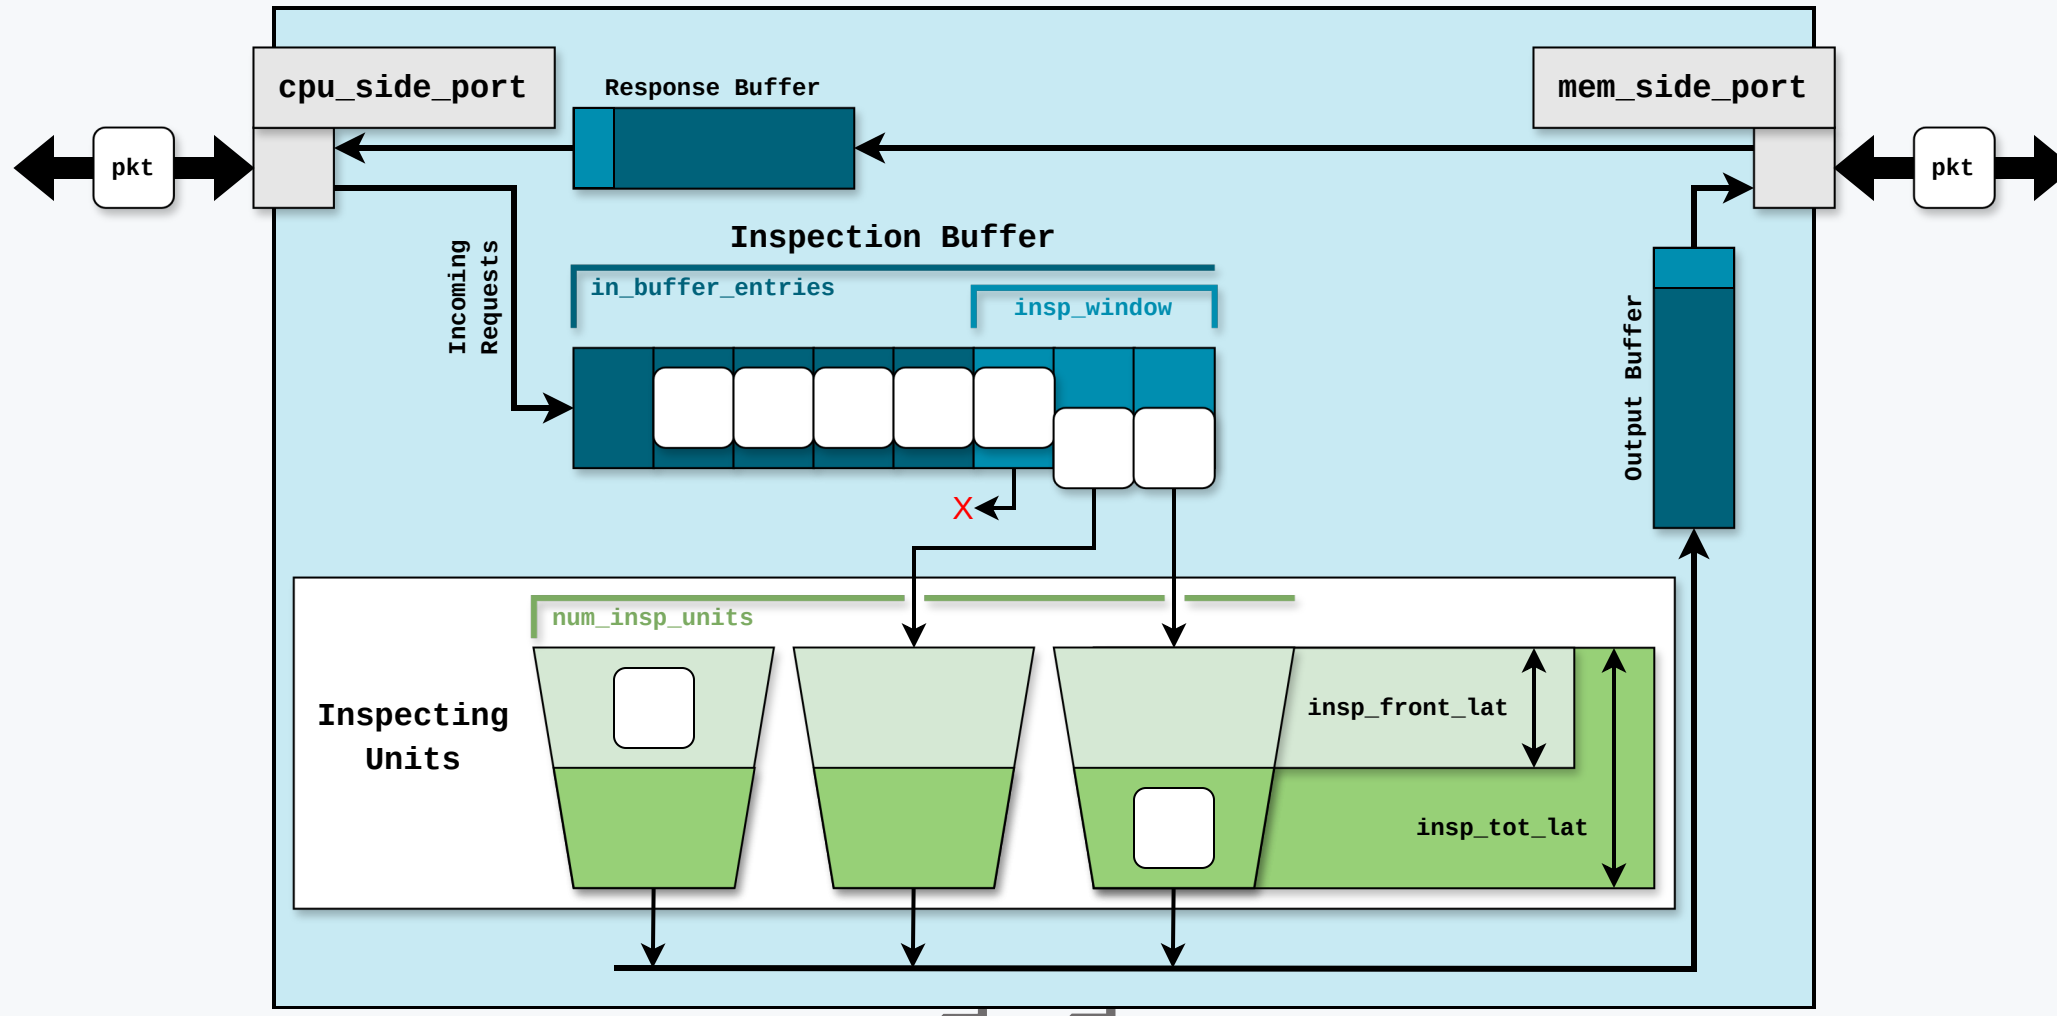 cpu_side_port
Response Buffer
mem_side_port
pkt
pkt
Inspection Buffer
Incoming
Requests
in_buffer_entries
insp_window
Output Buffer
X
num_insp_units
Inspecting
Units
insp_front_lat
insp_tot_lat